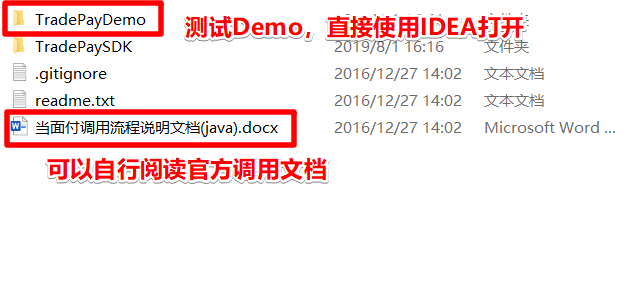 TradePayDemo
测试Demo，直接使用IDEA打开
TradePaySDK 2019/8/1 16:16 文件夹
.gitignore 2016/12/27 14:02 文本文档
readme.txt 2016/12/27 14:02 文本文档
当面付调用流程说明文档(java).docx 2016/12/27 14:02 Microsoft Word ...
可以自行阅读官方调用文档